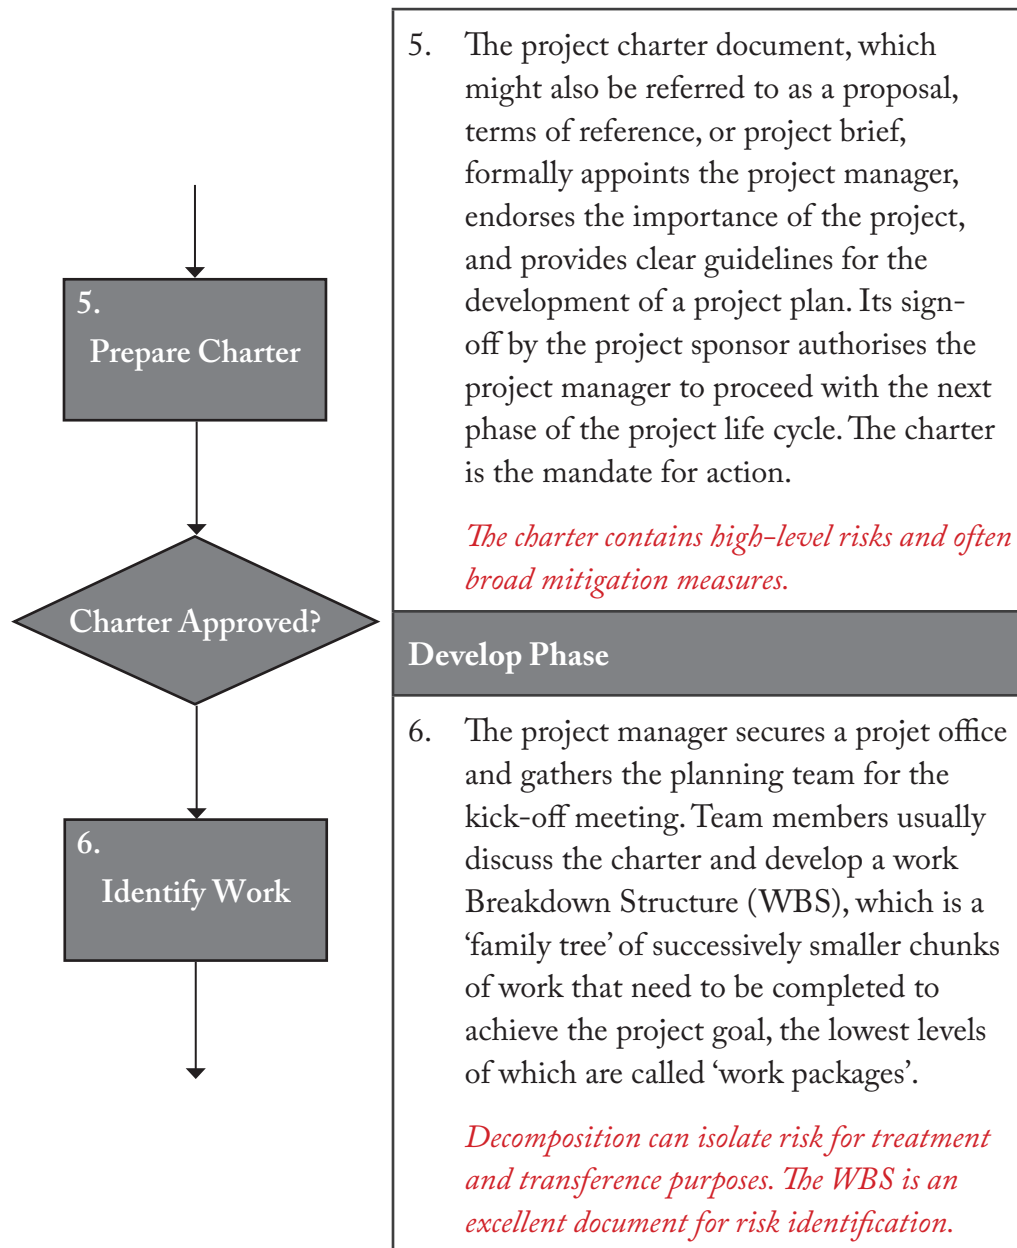 5.
Prepare Charter
Charter Approved?
6.
Identify Work
5. The project charter document, which
might also be referred to as a proposal,
terms of reference, or project brief,
formally appoints the project manager,
endorses the importance of the project,
and provides clear guidelines for the
development of a project plan. Its sign-
off by the project sponsor authorises the
project manager to proceed with the next
phase of the project life cycle. The charter
is the mandate for action.
The charter contains high-level risks and often
broad mitigation measures.
Develop Phase
6. The project manager secures a projet office
and gathers the planning team for the
kick-off meeting. Team members usually
discuss the charter and develop a work
Breakdown Structure (WBS), which is a
‘family tree’ of successively smaller chunks
of work that need to be completed to
achieve the project goal, the lowest levels
of which are called ‘work packages’.
Decomposition can isolate risk for treatment
and transference purposes. The WBS is an
excellent document for risk identification.